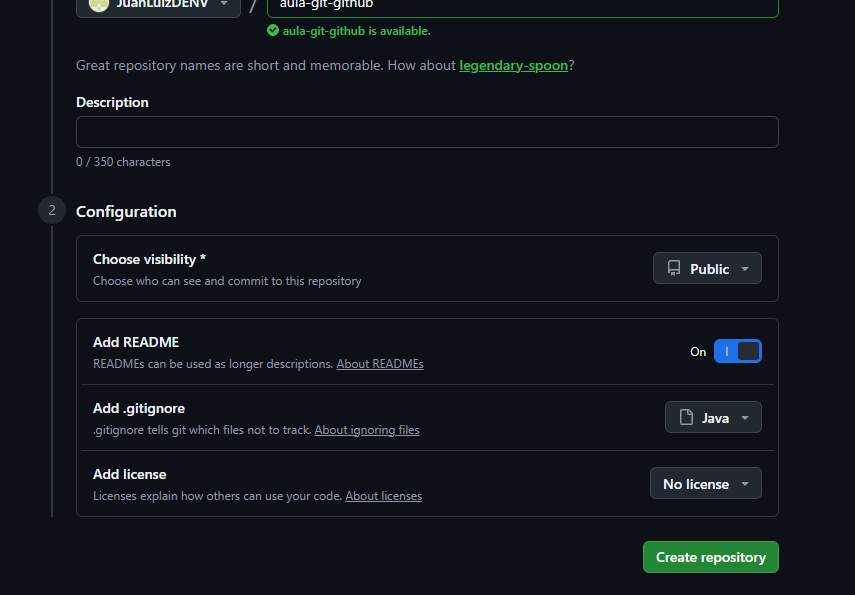 JuanLuizDENV / aula-git-github
aula-git-github is available.
Great repository names are short and memorable. How about legendary-spoon?
Description
0 / 350 characters
2 Configuration
Choose visibility *
Choose who can see and commit to this repository
Public
Add README
READMEs can be used as longer descriptions. About READMEs
On
Add .gitignore
.gitignore tells git which files not to track. About ignoring files
Java
Add license
Licenses explain how others can use your code. About licenses
No license
Create repository